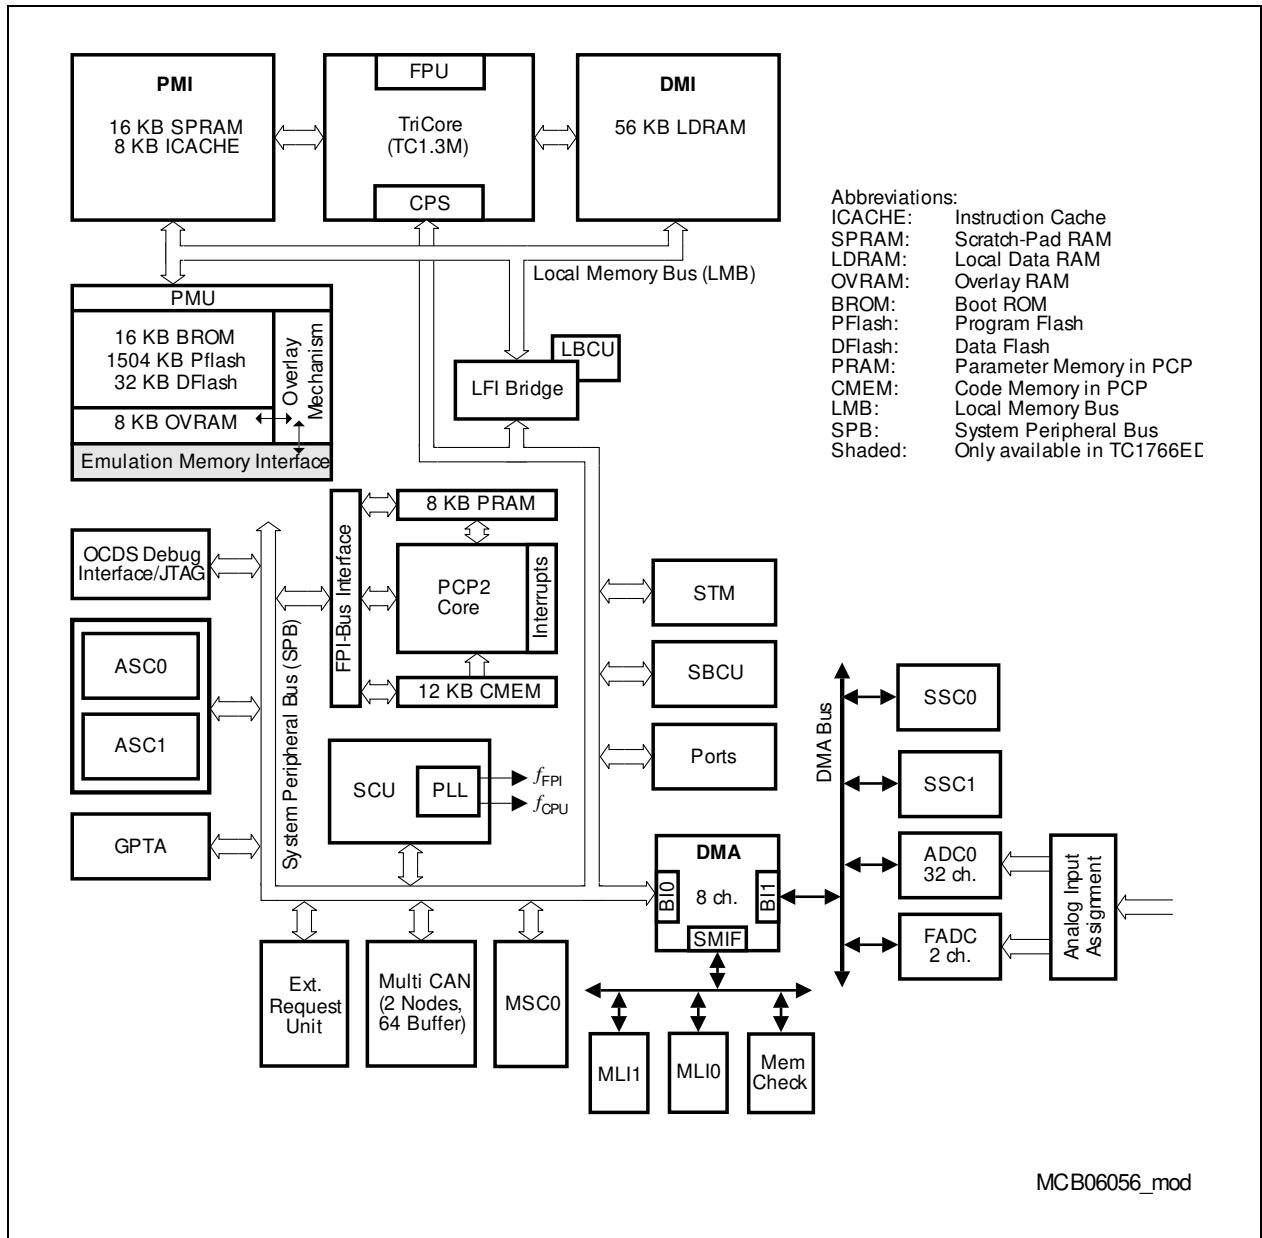 FPU
PMI
16 KB SPRAM
8 KB ICACHE
TriCore
(TC1.3M)
CPS
DMI
56 KB LDRAM
Abbreviations:
ICACHE: Instruction Cache
SPRAM: Scratch-Pad RAM
LDRAM: Local Data RAM
OVRAM: Overlay RAM
BROM: Boot ROM
PFlash: Program Flash
DFlash: Data Flash
PRAM: Parameter Memory in PCP
CMEM: Code Memory in PCP
LMB: Local Memory Bus
SPB: System Peripheral Bus
Shaded: Only available in TC1766ED
Local Memory Bus (LMB)
PMU
16 KB BROM
1504 KB Pflash
32 KB DFlash
Overlay
Mechanism
8 KB OVRAM
Emulation Memory Interface
LBCU
LFI Bridge
OCDS Debug
Interface/JTAG
ASC0
ASC1
GPTA
System Peripheral Bus (SPB)
FPI-Bus Interface
8 KB PRAM
PCP2
Core
Interrupts
12 KB CMEM
SCU
PLL
fFPI
fCPU
STM
SBCU
Ports
DMA
BI0
8 ch.
BI1
SMIF
DMA Bus
SSC0
SSC1
ADC0
32 ch.
FADC
2 ch.
Analog Input
Assignment
Ext.
Request
Unit
Multi CAN
(2 Nodes,
64 Buffer)
MSC0
MLI1
MLI0
Mem
Check
MCB06056_mod